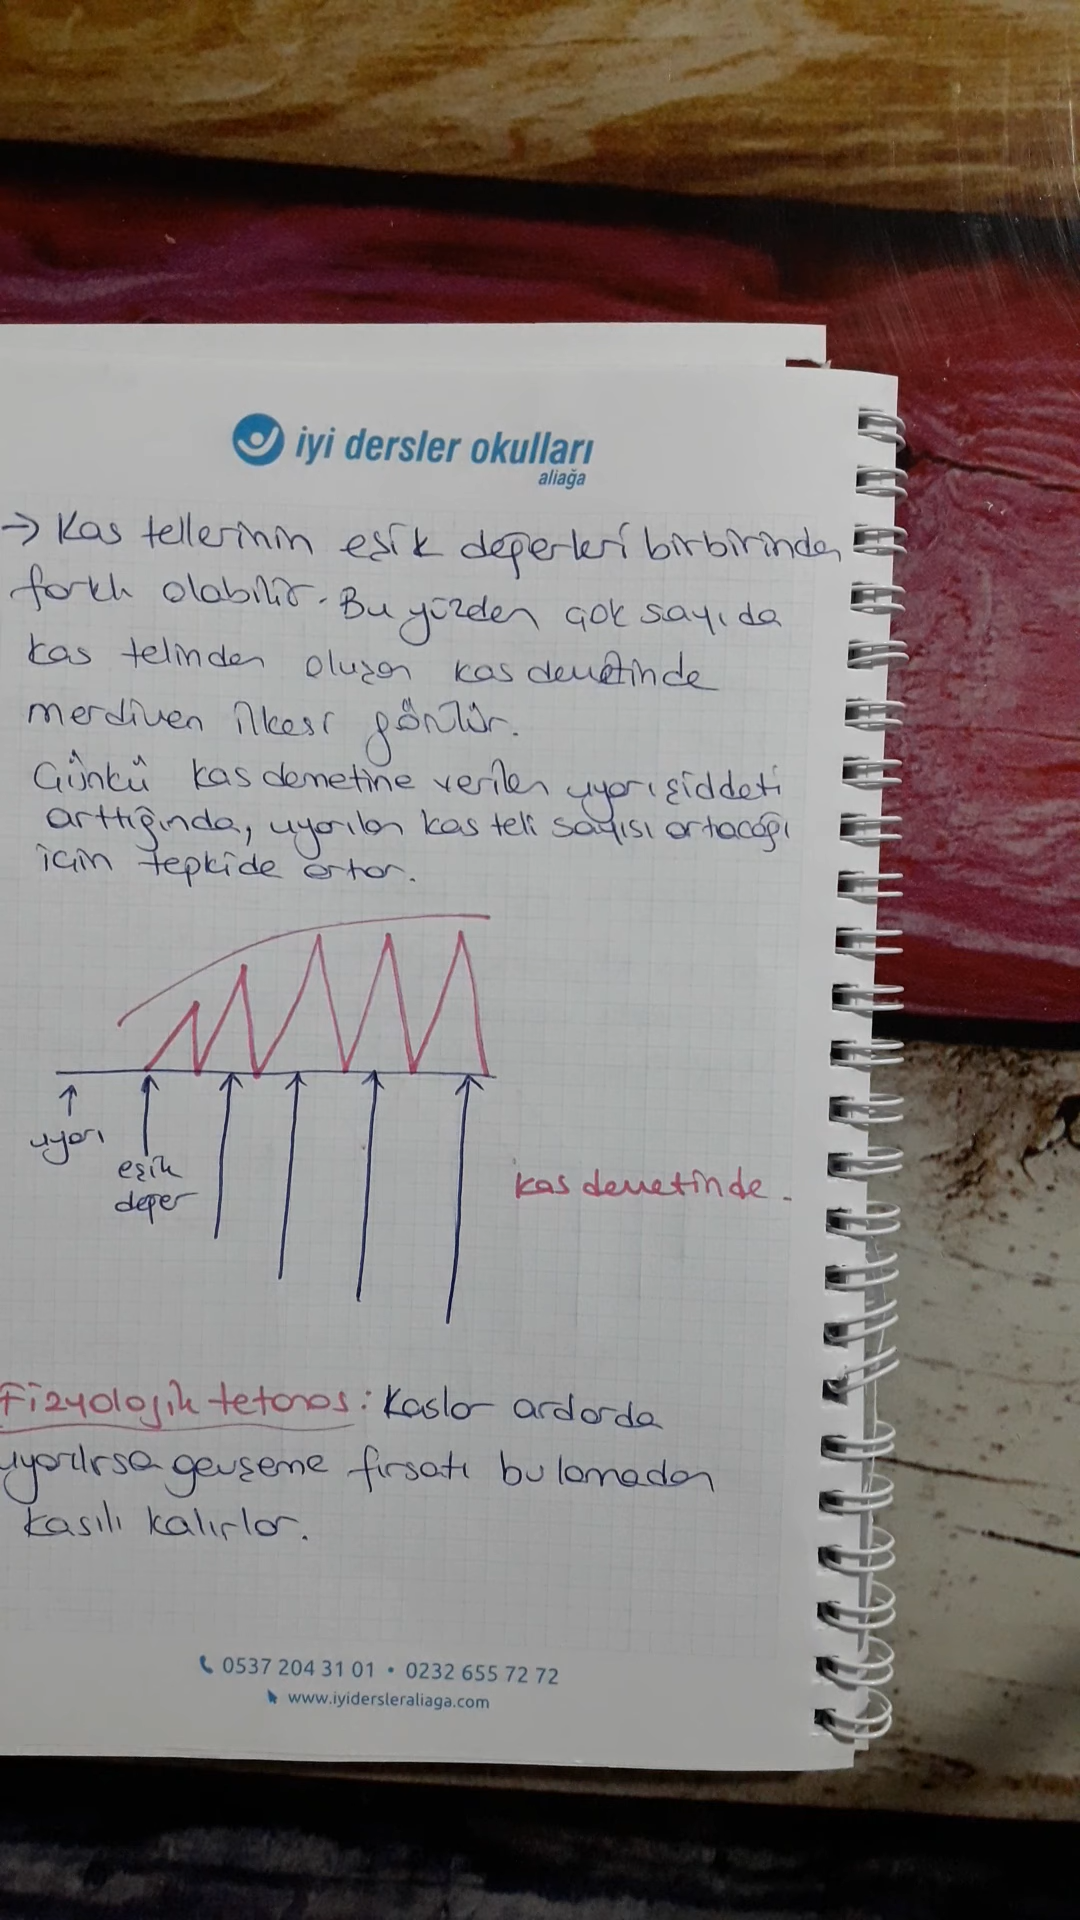 iyi dersler okulları
aliağa
→ Kas tellerinin eşik değerleri birbirinden
farklı olabilir. Bu yüzden çok sayıda
kas telinden oluşan kas demetinde
merdiven ilkesi görülür.
Çünkü kas demetine verilen uyarı şiddeti
arttığında, uyarılan kas teli sayısı artacağı
için tepkide artar.
uyarı
eşik
değer
kas demetinde.
Fizyolojik tetanos: Kaslar ardarda
uyarılırsa gevşeme fırsatı bulamadan
kasılı kalırlar.
0537 204 31 01 • 0232 655 72 72
www.iyidersleraliaga.com